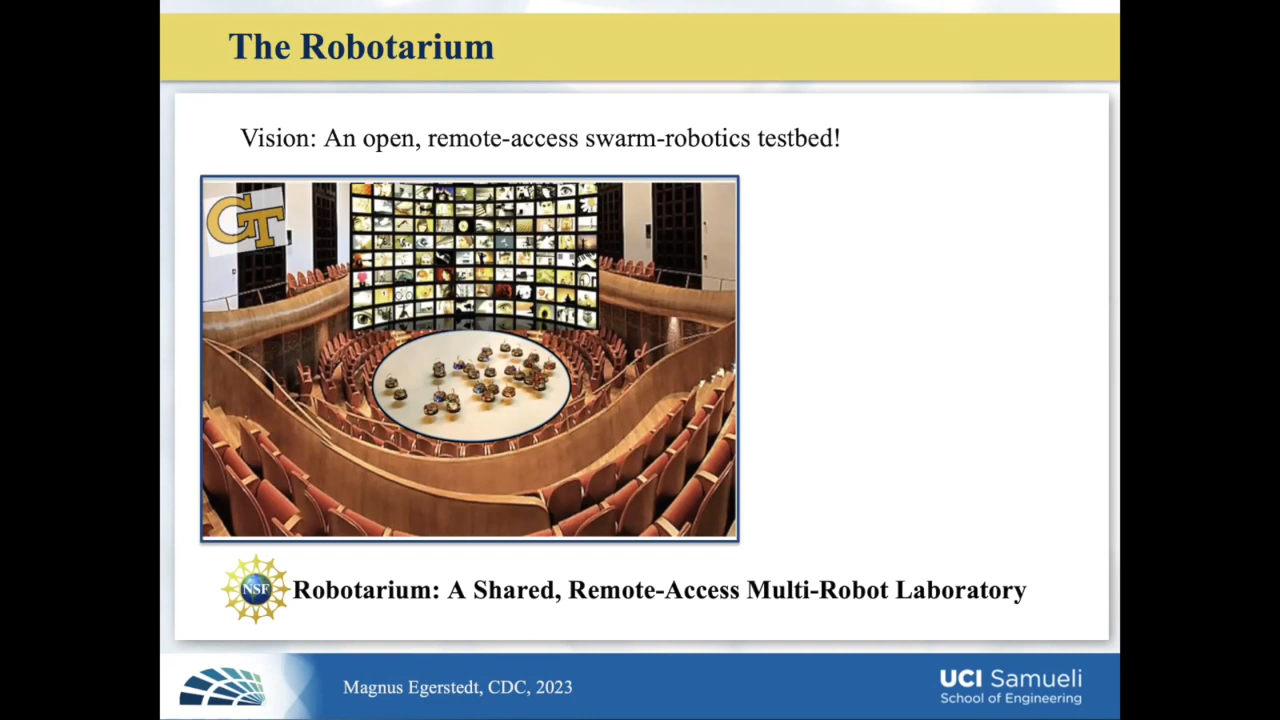 The Robotarium
Vision: An open, remote-access swarm-robotics testbed!
GT
NSF
Robotarium: A Shared, Remote-Access Multi-Robot Laboratory
Magnus Egerstedt, CDC, 2023
UCI Samueli
School of Engineering